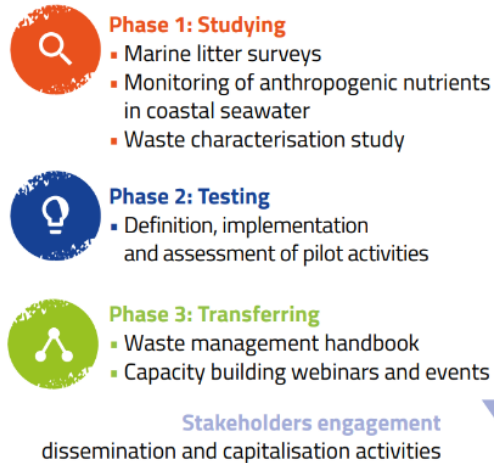 Phase 1: Studying
▪ Marine litter surveys
▪ Monitoring of anthropogenic nutrients
in coastal seawater
▪ Waste characterisation study
Phase 2: Testing
▪ Definition, implementation
and assessment of pilot activities
Phase 3: Transferring
▪ Waste management handbook
▪ Capacity building webinars and events
Stakeholders engagement
dissemination and capitalisation activities